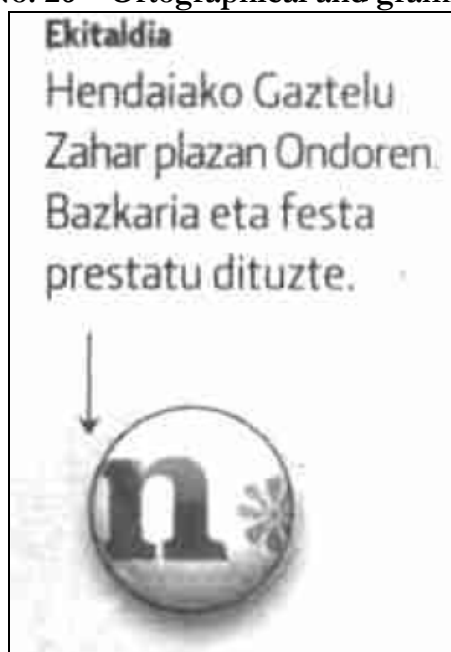 Ekitaldia
Hendaiako Gaztelu
Zahar plazan Ondoren.
Bazkaria eta festa
prestatu dituzte.
n